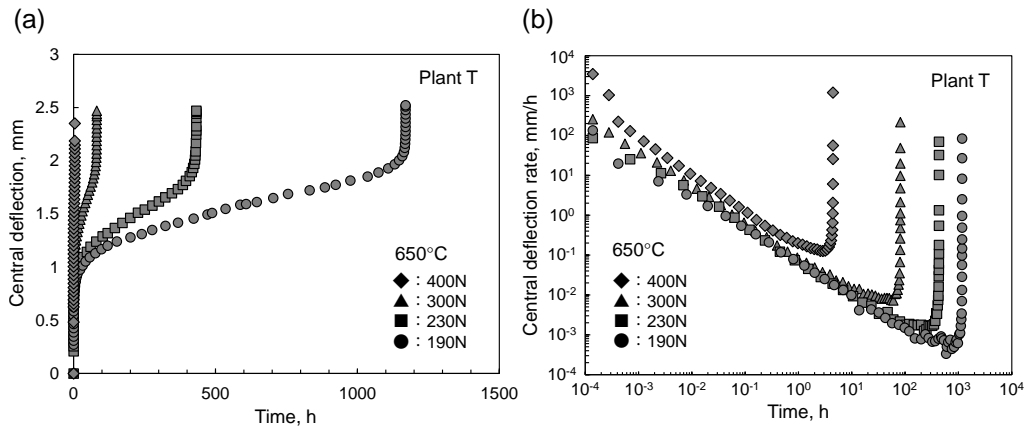 (a)
Plant T
Central deflection, mm
3
2.5
2
1.5
1
0.5
0
650°C
◆ : 400N
▲ : 300N
■ : 230N
● : 190N
0 500 1000 1500
Time, h
(b)
Plant T
Central deflection rate, mm/h
10⁴
10³
10²
10¹
10⁰
10⁻¹
10⁻²
10⁻³
10⁻⁴
650°C
◆ : 400N
▲ : 300N
■ : 230N
● : 190N
10⁻⁴ 10⁻³ 10⁻² 10⁻¹ 10⁰ 10¹ 10² 10³ 10⁴
Time, h